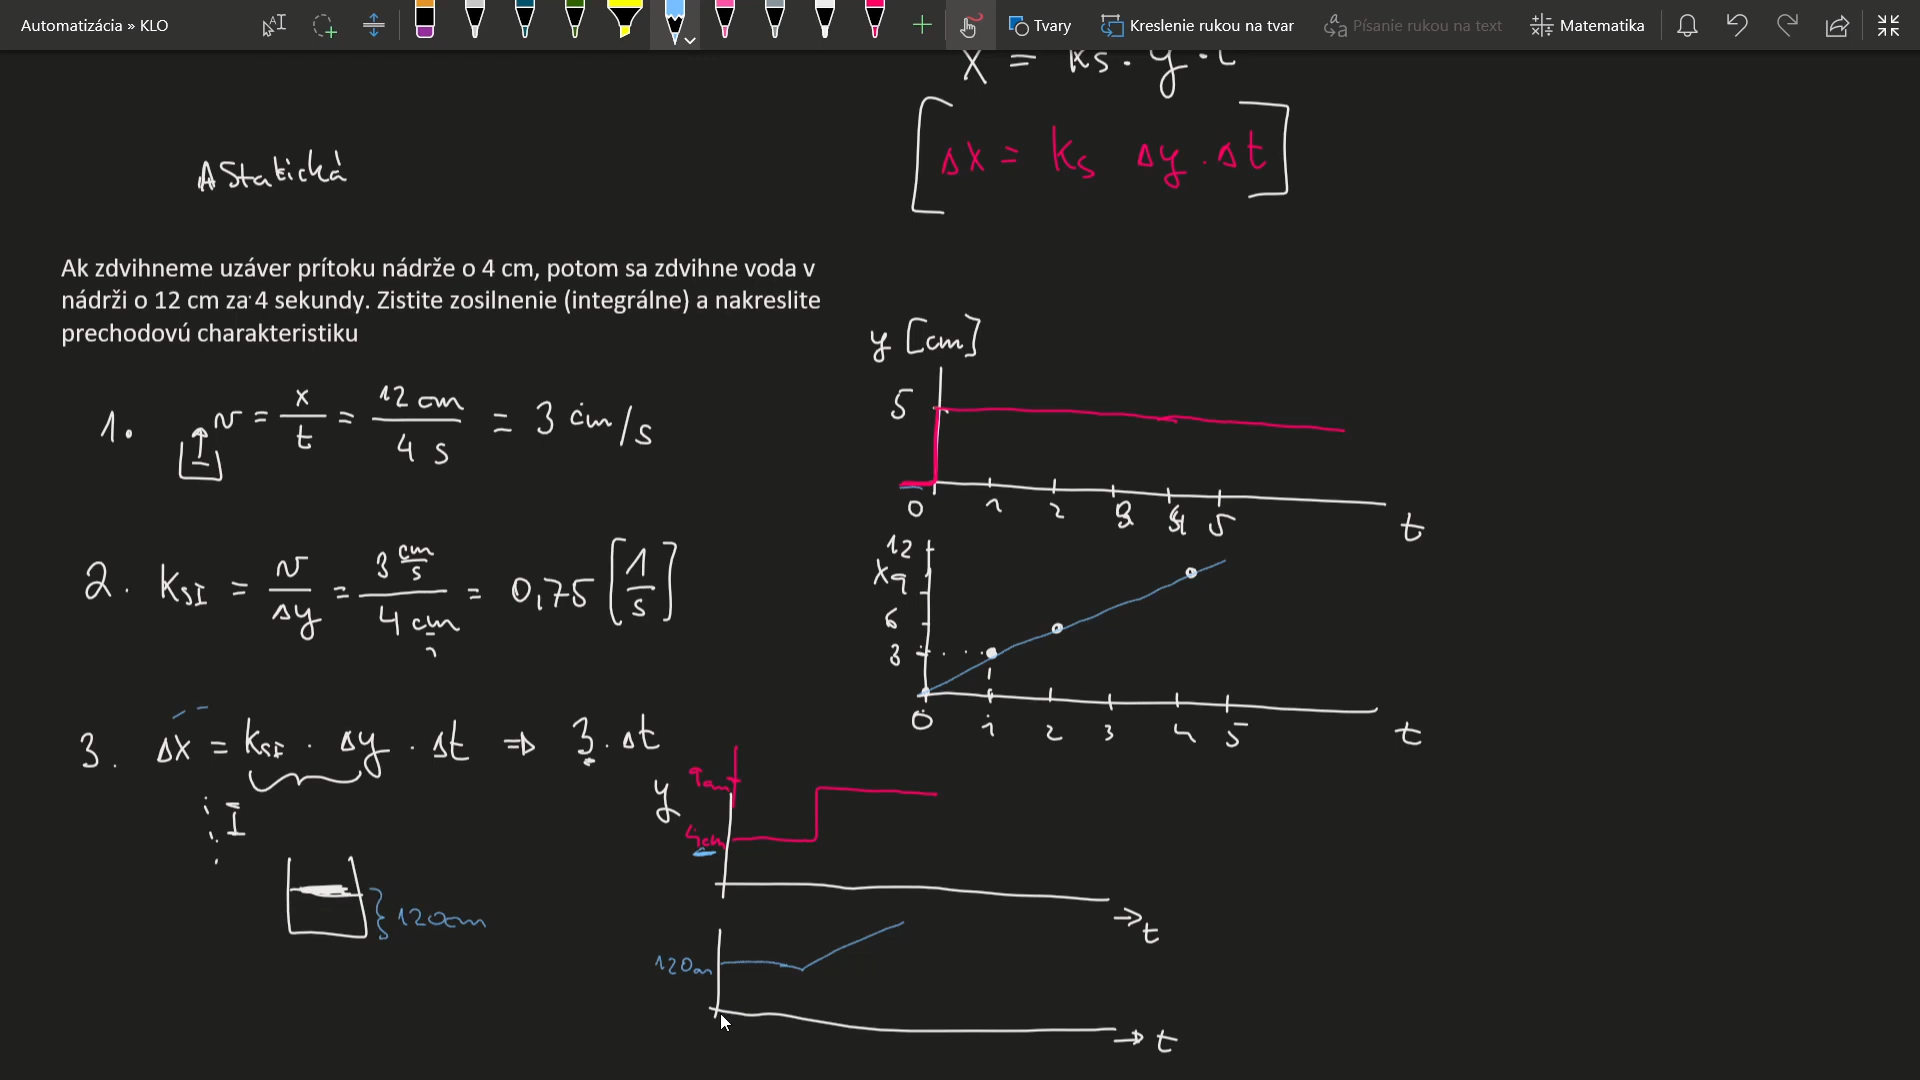 Automatizácia » KLO
Tvary
Kreslenie rukou na tvar
Písanie rukou na text
Matematika
x = ks . y . t
Δx = ks Δy . Δt
AStatická
Ak zdvihneme uzáver prítoku nádrže o 4 cm, potom sa zdvihne voda v
nádrži o 12 cm za 4 sekundy. Zistite zosilnenie (integrálne) a nakreslite
prechodovú charakteristiku
1. v = x/t = 12 cm / 4 s = 3 cm/s
2. KSI = v/Δy = 3 cm/s / 4 cm = 0,75 [1/s]
3. Δx = kSI . Δy . Δt ⇒ 3 . Δt
I
120cm
y [cm]
5
0 1 2 3 4 5 t
12
x 9
6
3
0 1 2 3 4 5 t
y
9cm
4cm
→ t
120cm
→ t